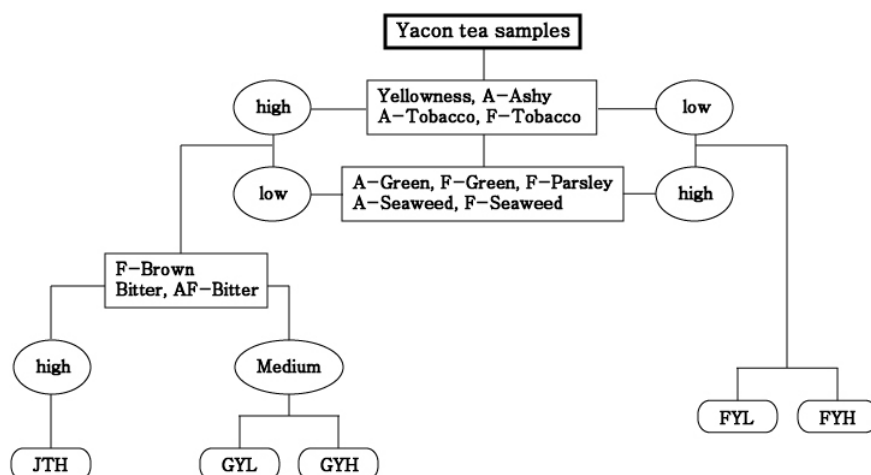 Yacon tea samples
high
Yellowness, A-Ashy
A-Tobacco, F-Tobacco
low
low
A-Green, F-Green, F-Parsley
A-Seaweed, F-Seaweed
high
F-Brown
Bitter, AF-Bitter
high
Medium
FYL
FYH
JTH
GYL
GYH